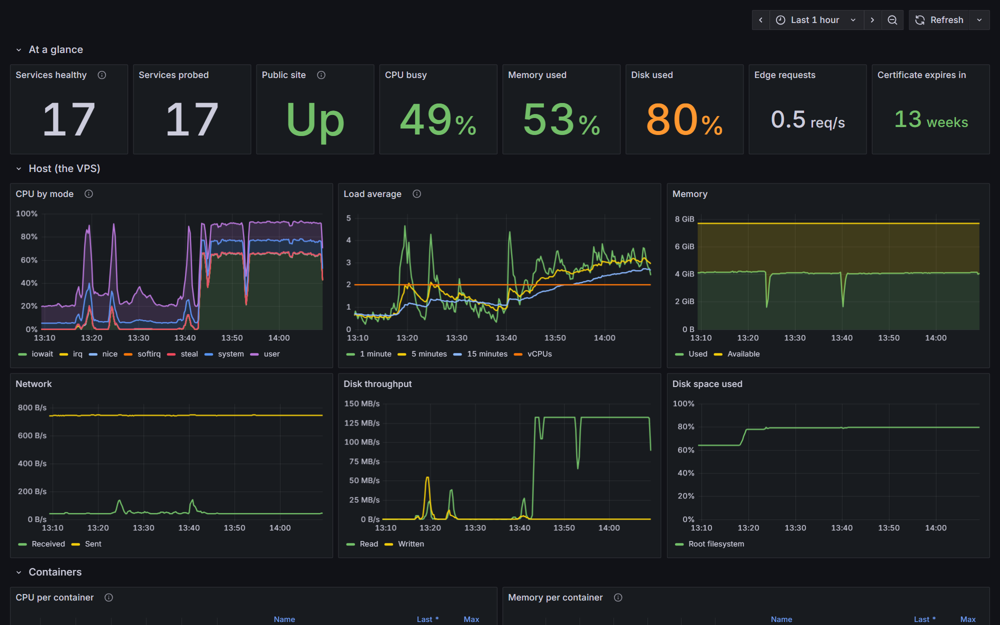 Last 1 hour Refresh
At a glance
Services healthy Services probed Public site CPU busy Memory used Disk used Edge requests Certificate expires in
17 17 Up 49% 53% 80% 0.5 req/s 13 weeks
Host (the VPS)
CPU by mode
100%
80%
60%
40%
20%
0%
13:10 13:20 13:30 13:40 13:50 14:00
iowait irq nice softirq steal system user
Load average
5
4
3
2
1
0
13:10 13:20 13:30 13:40 13:50 14:00
1 minute 5 minutes 15 minutes vCPUs
Memory
8 GiB
6 GiB
4 GiB
2 GiB
0 B
13:10 13:20 13:30 13:40 13:50 14:00
Used Available
Network
800 B/s
600 B/s
400 B/s
200 B/s
0 B/s
13:10 13:20 13:30 13:40 13:50 14:00
Received Sent
Disk throughput
150 MB/s
125 MB/s
100 MB/s
75 MB/s
50 MB/s
25 MB/s
0 B/s
13:10 13:20 13:30 13:40 13:50 14:00
Read Written
Disk space used
100%
80%
60%
40%
20%
0%
13:10 13:20 13:30 13:40 13:50 14:00
Root filesystem
Containers
CPU per container
Name Last * Max
Memory per container
Name Last * Max